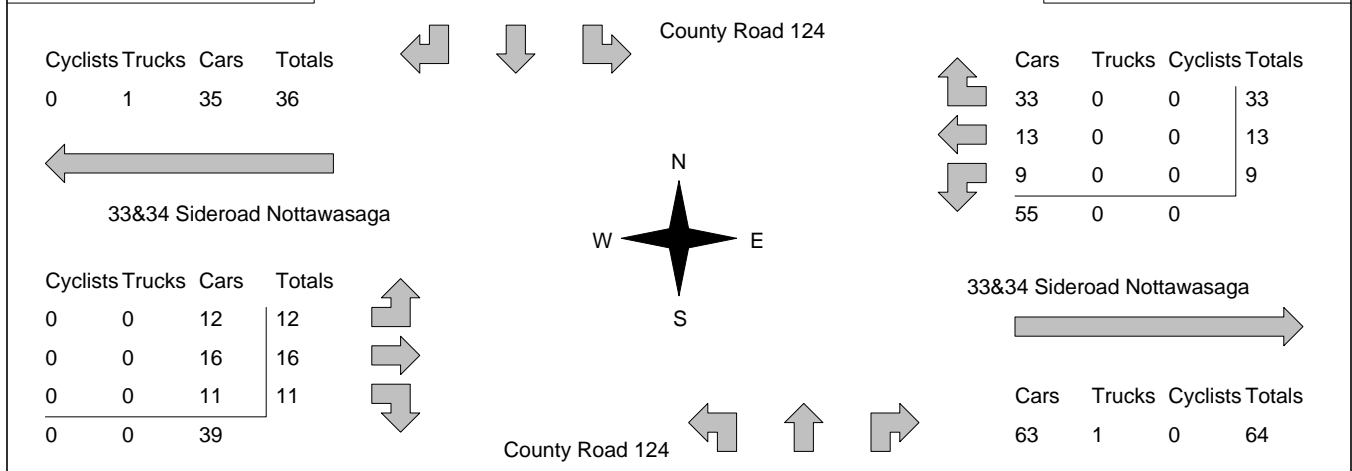 County Road 124
Cyclists Trucks Cars Totals
0 1 35 36
33&34 Sideroad Nottawasaga
Cars Trucks Cyclists Totals
33 0 0 33
13 0 0 13
9 0 0 9
55 0 0
N
W E
S
Cyclists Trucks Cars Totals
0 0 12 12
0 0 16 16
0 0 11 11
0 0 39
33&34 Sideroad Nottawasaga
Cars Trucks Cyclists Totals
63 1 0 64
County Road 124